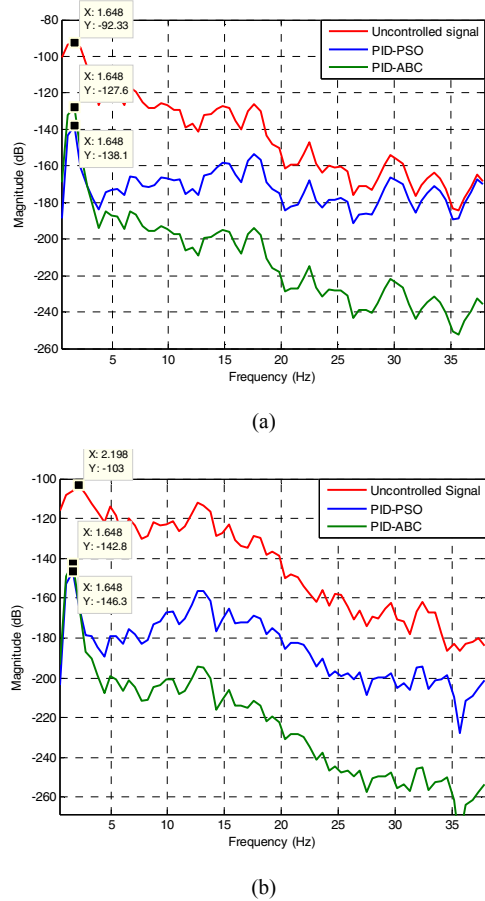 X: 1.648
Y: -92.33
X: 1.648
Y: -127.6
X: 1.648
Y: -138.1
Uncontrolled signal
PID-PSO
PID-ABC
Magnitude (dB)
-80
-100
-120
-140
-160
-180
-200
-220
-240
-260
5
10
15
20
25
30
35
Frequency (Hz)
(a)
X: 2.198
Y: -103
X: 1.648
Y: -142.8
X: 1.648
Y: -146.3
Uncontrolled Signal
PID-PSO
PID-ABC
Magnitude (dB)
-100
-120
-140
-160
-180
-200
-220
-240
-260
5
10
15
20
25
30
35
Frequency (Hz)
(b)